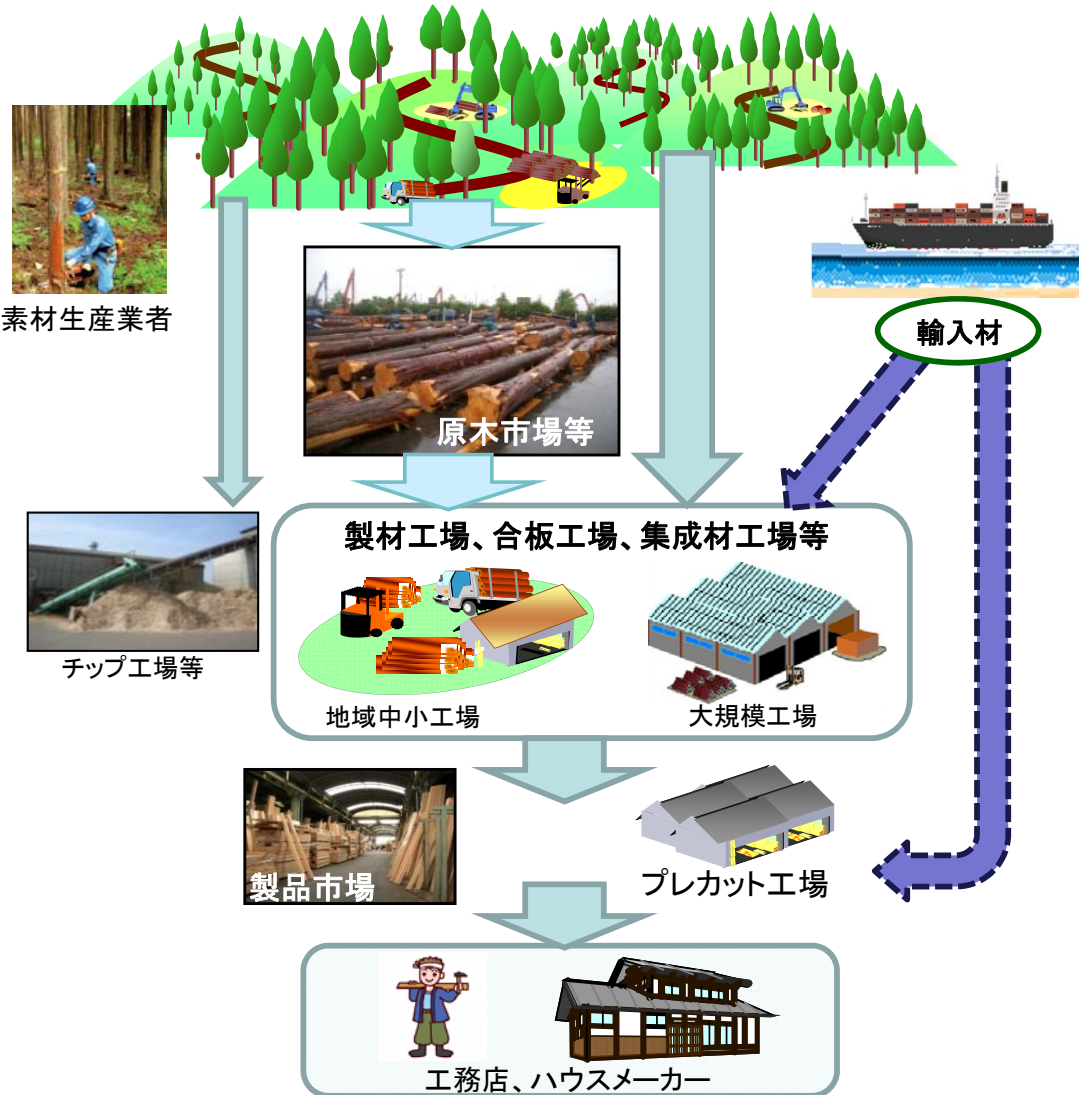 素材生産業者
輸入材
原木市場等
製材工場、合板工場、集成材工場等
チップ工場等
地域中小工場
大規模工場
製品市場
プレカット工場
工務店、ハウスメーカー